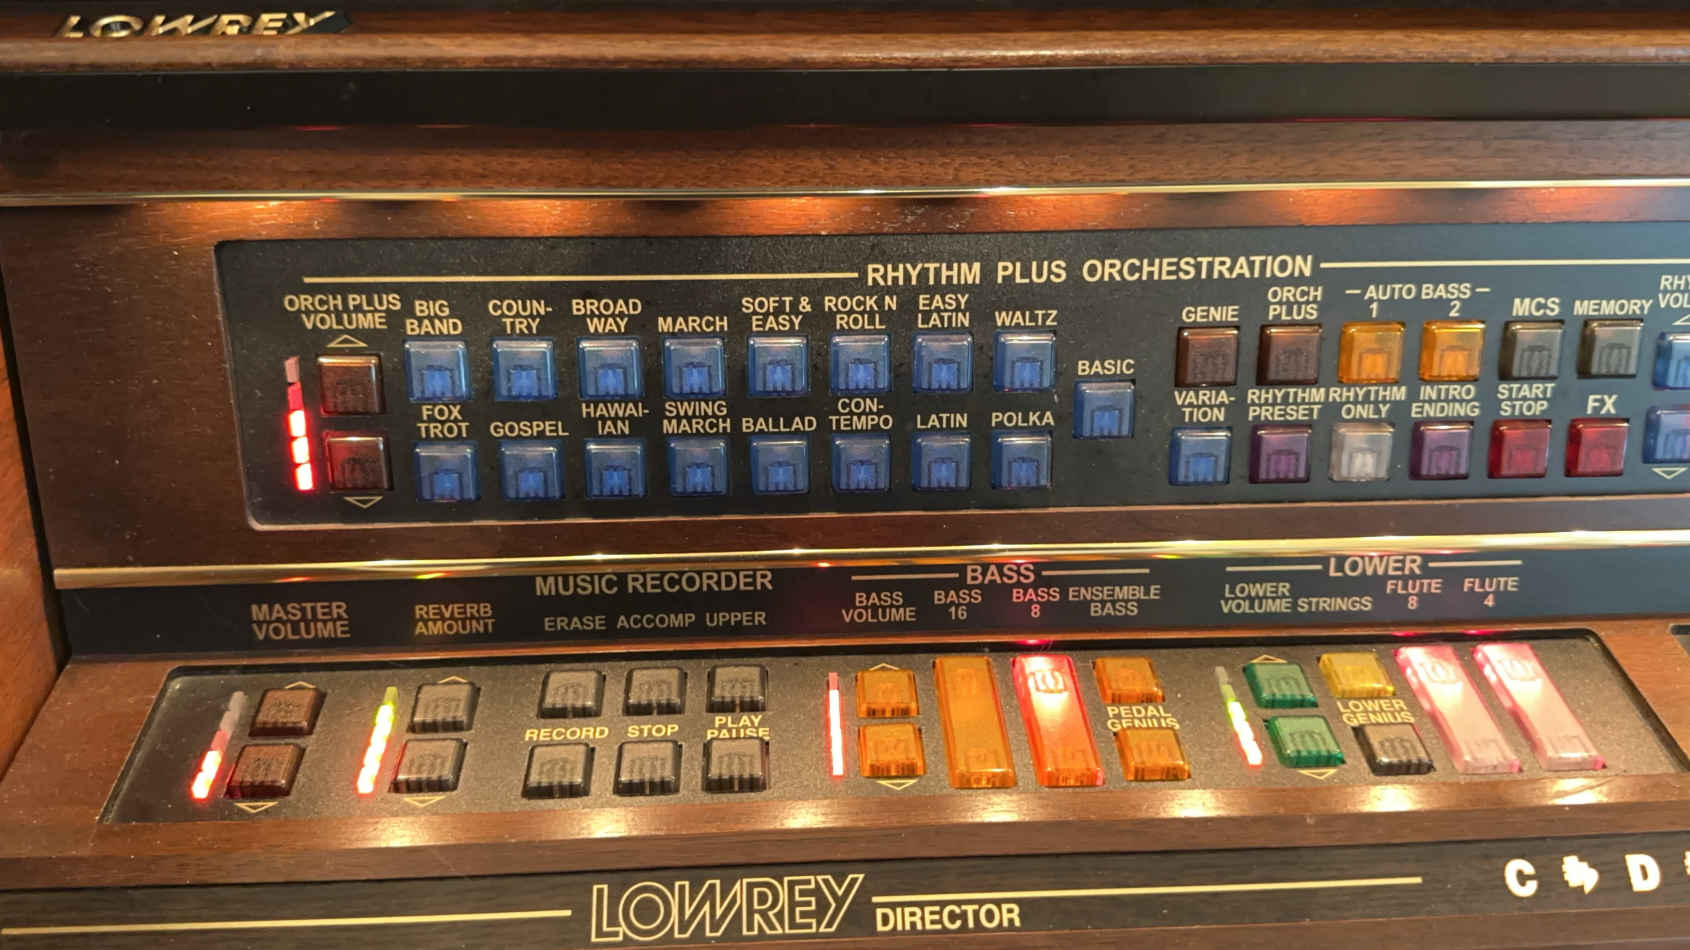 LOWREY
RHYTHM PLUS ORCHESTRATION
ORCH PLUS
VOLUME
BIG
BAND
COUN-
TRY
BROAD
WAY
MARCH
SOFT &
EASY
ROCK N
ROLL
EASY
LATIN
WALTZ
BASIC
GENIE
ORCH
PLUS
AUTO BASS
1 2
MCS
MEMORY
FOX
TROT
GOSPEL
HAWAI-
IAN
SWING
MARCH
BALLAD
CON-
TEMPO
LATIN
POLKA
VARIA-
TION
RHYTHM
PRESET
RHYTHM
ONLY
INTRO
ENDING
START
STOP
FX
MASTER
VOLUME
REVERB
AMOUNT
MUSIC RECORDER
ERASE ACCOMP UPPER
RECORD STOP PLAY
PAUSE
BASS
BASS
VOLUME
BASS
16
BASS
8
ENSEMBLE
BASS
PEDAL
GENIUS
LOWER
LOWER
VOLUME
STRINGS
FLUTE
8
FLUTE
4
LOWER
GENIUS
LOWREY DIRECTOR
C D